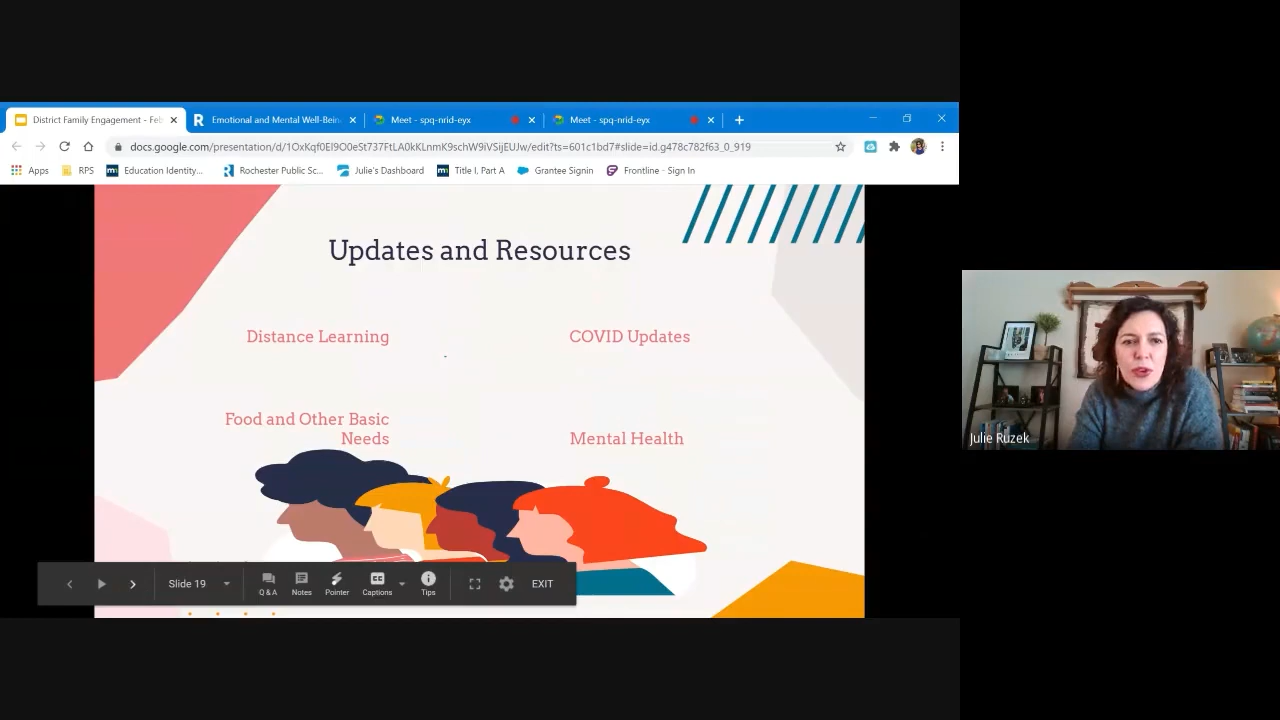 District Family Engagement - Feb
Emotional and Mental Well-Bein
Meet - spq-nrid-eyx
Meet - spq-nrid-eyx
docs.google.com/presentation/d/1OxKqf0El9O0eSt737FtLA0kKLnmK9schW9iVSijEUJw/edit?ts=601c1bd7#slide=id.g478c782f63_0_919
Apps
RPS
Education Identity...
Rochester Public Sc...
Julie's Dashboard
Title I, Part A
Grantee Signin
Frontline - Sign In
Updates and Resources
Distance Learning
COVID Updates
Food and Other Basic
Needs
Mental Health
Julie Ruzek
Slide 19
Q & A
Notes
Pointer
CC
Captions
Tips
EXIT